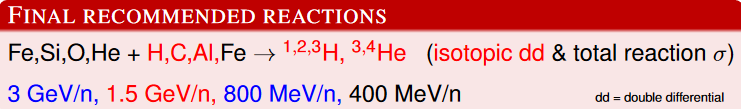 FINAL RECOMMENDED REACTIONS
Fe,Si,O,He + H,C,Al,Fe → ¹,²,³H, ³,⁴He (isotopic dd & total reaction σ)
3 GeV/n, 1.5 GeV/n, 800 MeV/n, 400 MeV/n dd = double differential